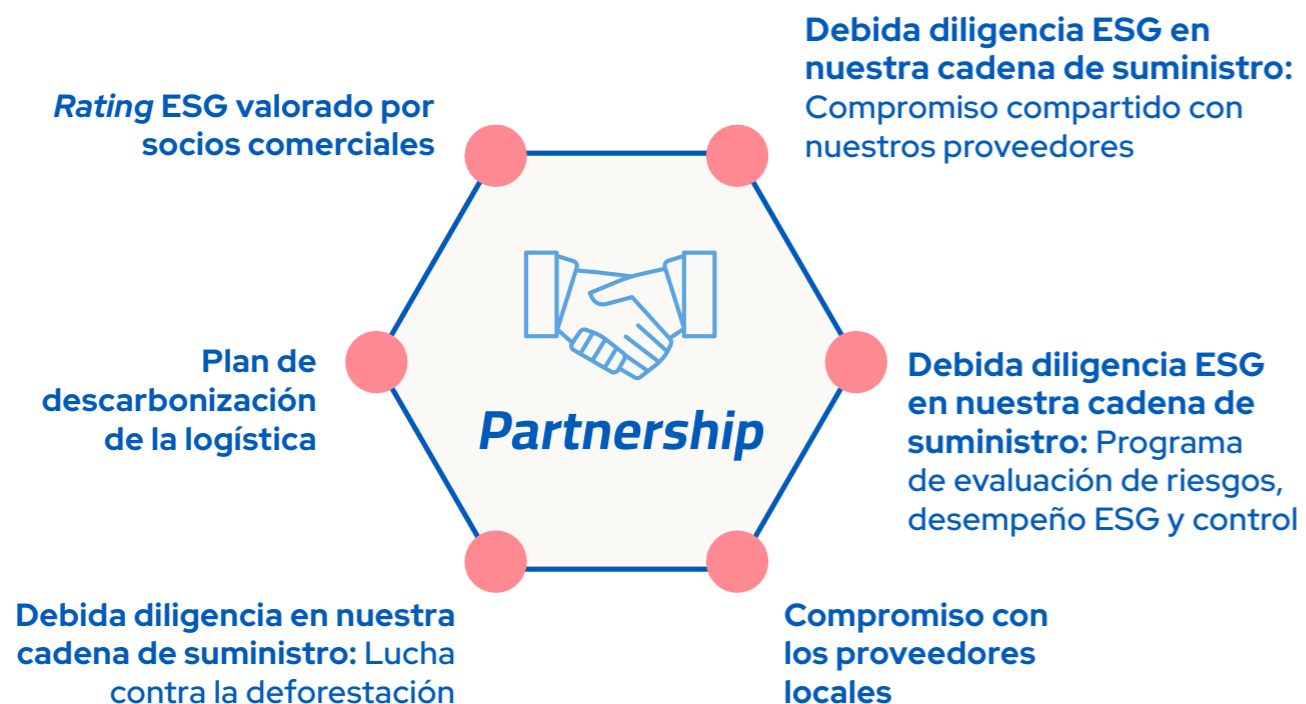 Rating ESG valorado por
socios comerciales
Debida diligencia ESG en
nuestra cadena de suministro:
Compromiso compartido con
nuestros proveedores
Plan de
descarbonización
de la logística
Partnership
Debida diligencia ESG
en nuestra cadena de
suministro: Programa
de evaluación de riesgos,
desempeño ESG y control
Debida diligencia en nuestra
cadena de suministro: Lucha
contra la deforestación
Compromiso con
los proveedores
locales